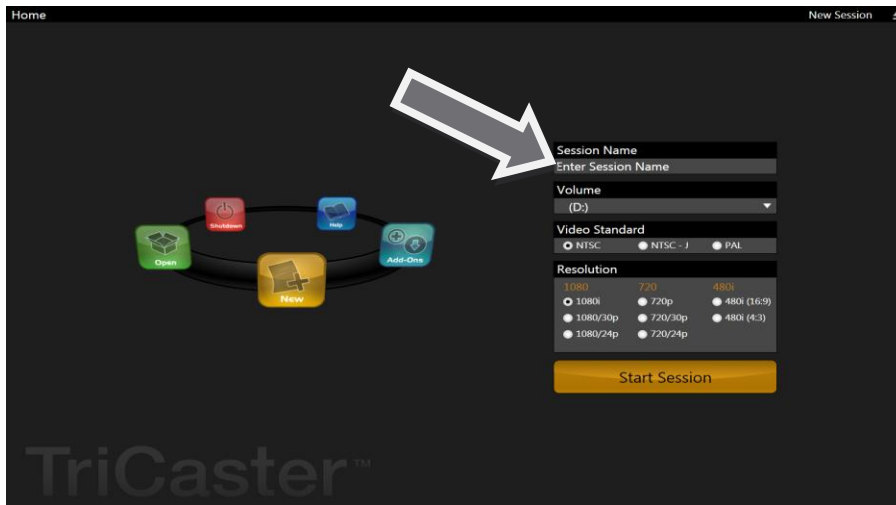 Home
New Session
Session Name
Enter Session Name
Volume
(D:)
Video Standard
NTSC NTSC - J PAL
Resolution
1080 720 480i
1080i 720p 480i (16:9)
1080/30p 720/30p 480i (4:3)
1080/24p 720/24p
Start Session
Shutdown
Help
Open
Add-Ons
New
TriCaster™